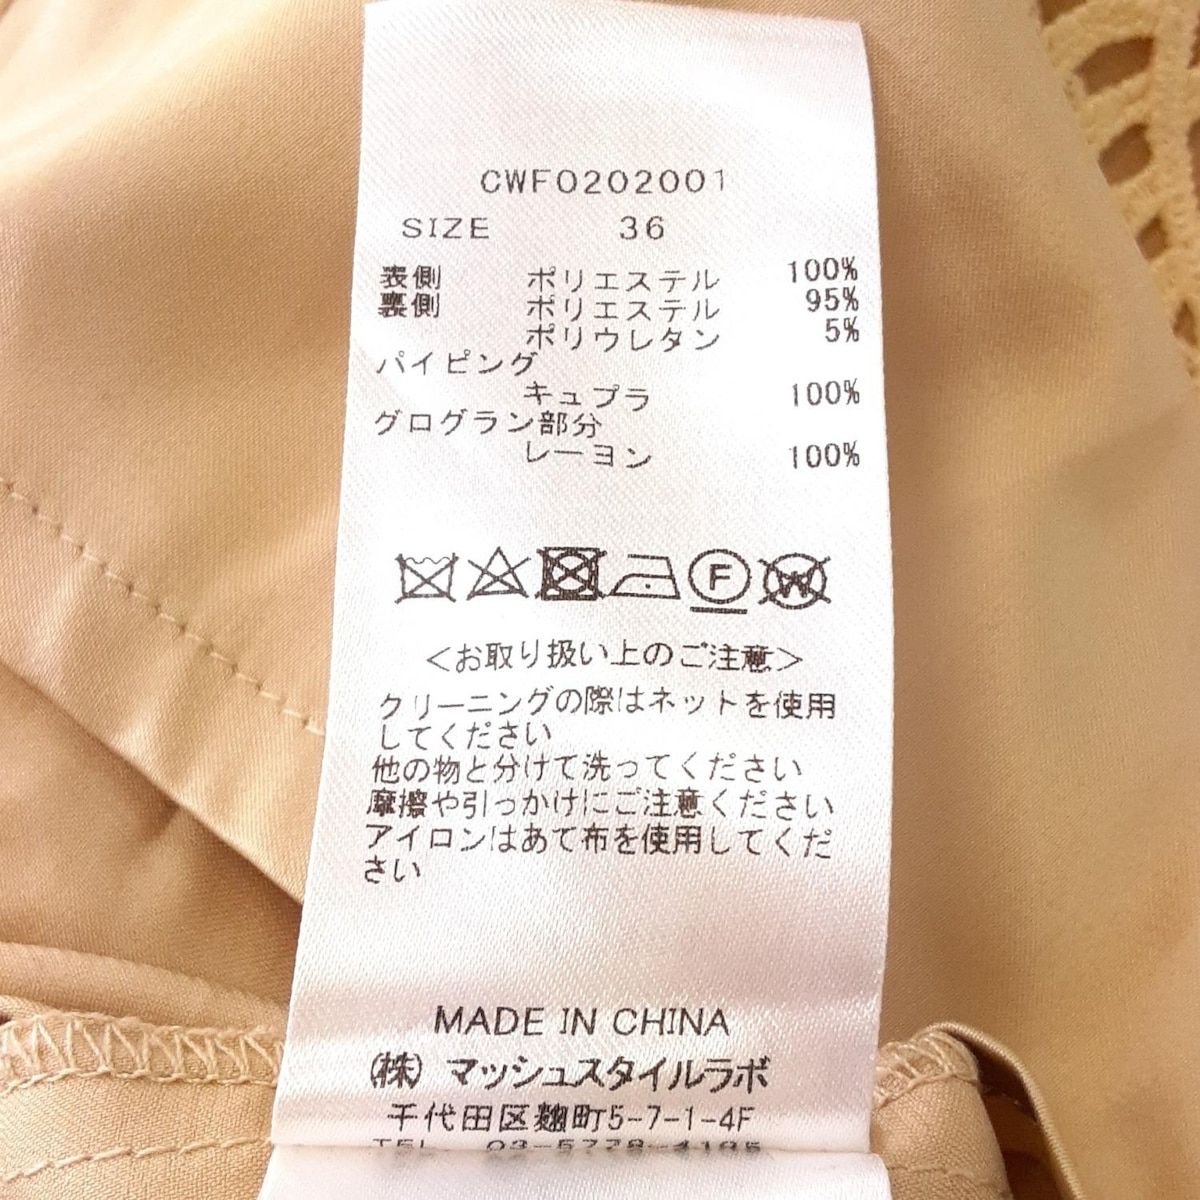 CWF0202001
SIZE 36
表側 ポリエステル 100%
裏側 ポリエステル 95%
ポリウレタン 5%
パイピング
キュプラ 100%
グログラン部分
レーヨン 100%
F
W
＜お取り扱い上のご注意＞
クリーニングの際はネットを使用
してください
他の物と分けて洗ってください
摩擦や引っかけにご注意ください
アイロンはあて布を使用してくだ
さい
MADE IN CHINA
(株) マッシュスタイルラボ
千代田区麹町5-7-1-4F
TEL 03-5778-4195